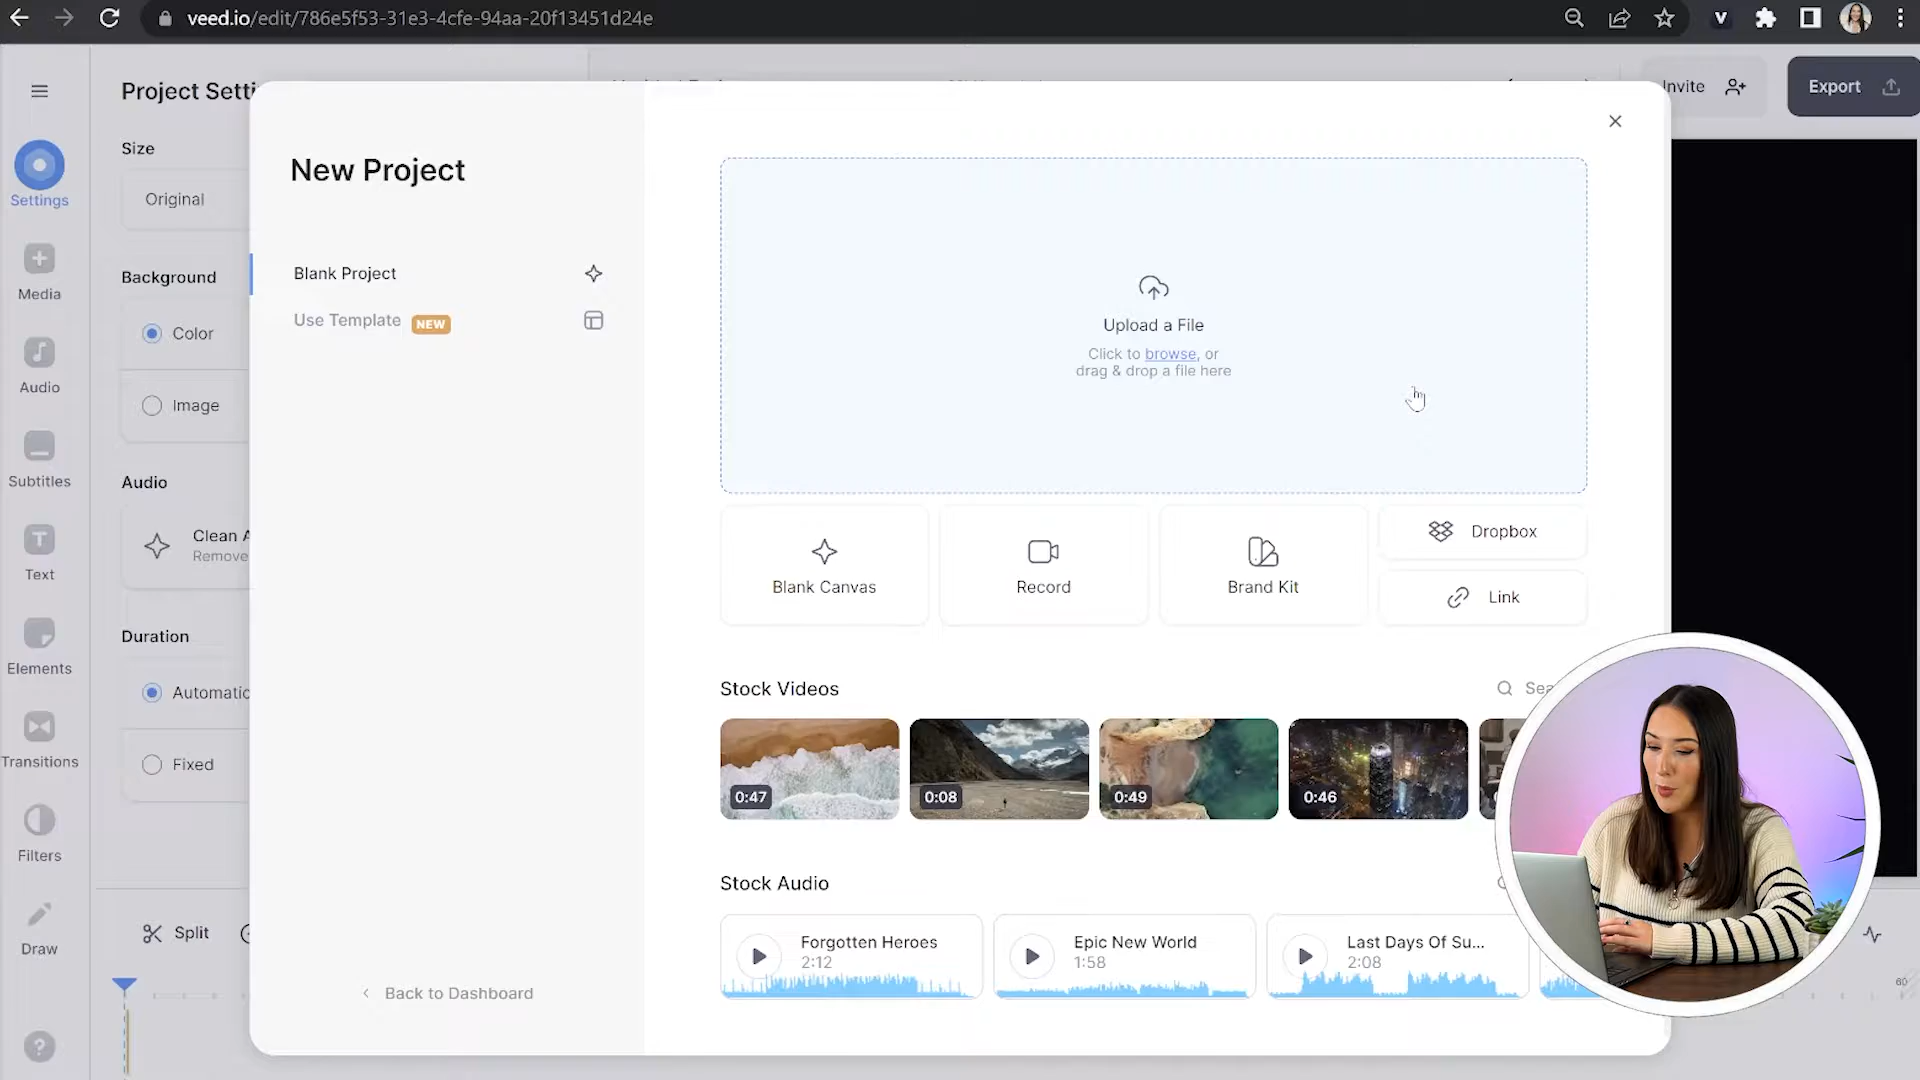 veed.io/edit/786e5f53-31e3-4cfe-94aa-20f13451d24e
V
Project Setti
Invite
Export
Settings
Media
Audio
Subtitles
Text
Elements
Transitions
Filters
Draw
?
Size
Original
Background
Color
Image
Audio
Clean A
Remove
Duration
Automatic
Fixed
Split
New Project
Blank Project
Use Template NEW
Back to Dashboard
Upload a File
Click to browse, or
drag & drop a file here
Blank Canvas
Record
Brand Kit
Dropbox
Link
Stock Videos
Sea
0:47
0:08
0:49
0:46
Stock Audio
Forgotten Heroes
2:12
Epic New World
1:58
Last Days Of Su...
2:08
60